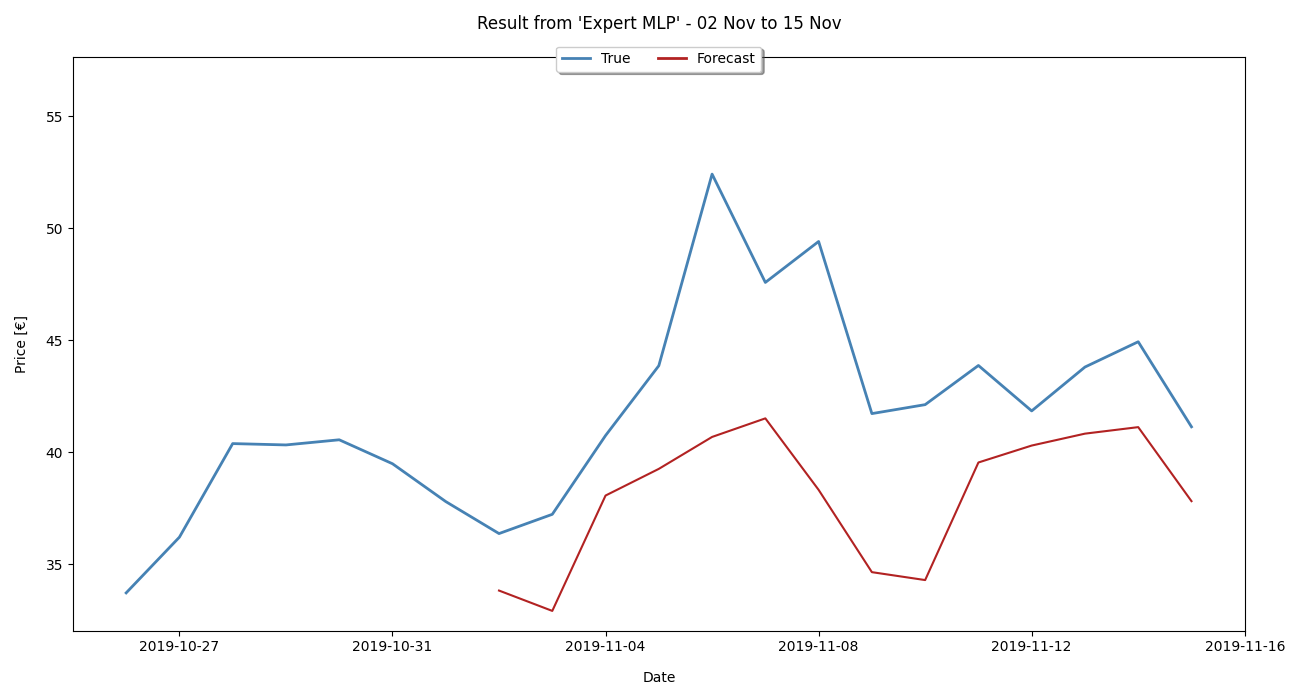 Result from 'Expert MLP' - 02 Nov to 15 Nov
True Forecast
55
50
45
40
35
Price [€]
2019-10-27 2019-10-31 2019-11-04 2019-11-08 2019-11-12 2019-11-16
Date